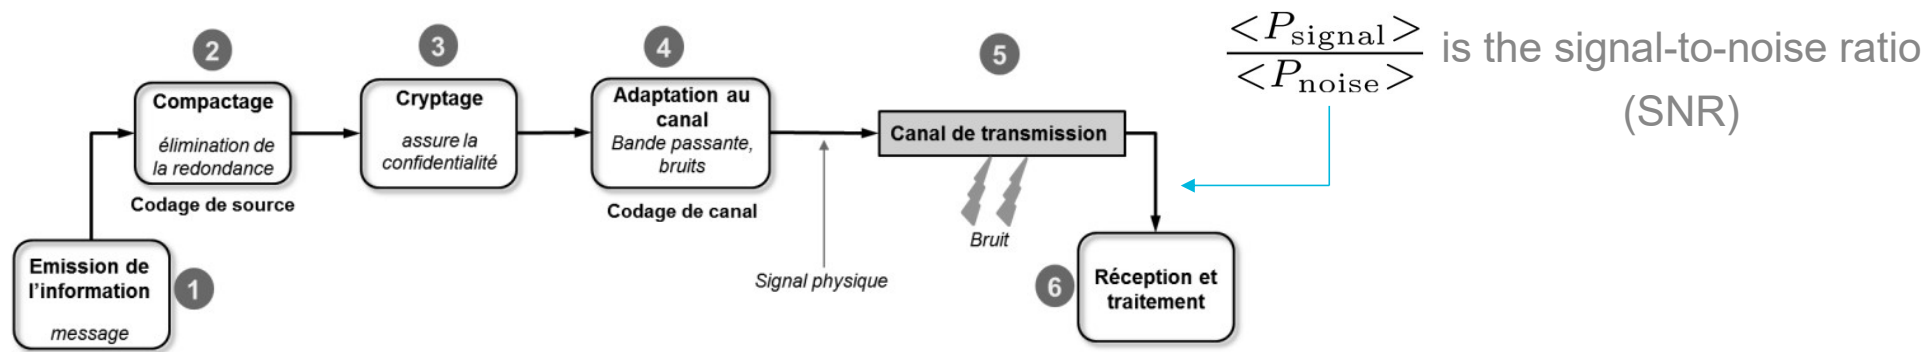 1
Emission de
l'information
message
2
Compactage
élimination de
la redondance
Codage de source
3
Cryptage
assure la
confidentialité
4
Adaptation au
canal
Bande passante,
bruits
Codage de canal
Signal physique
5
Canal de transmission
Bruit
6
Réception et
traitement
<P_signal>
<P_noise>
is the signal-to-noise ratio
(SNR)